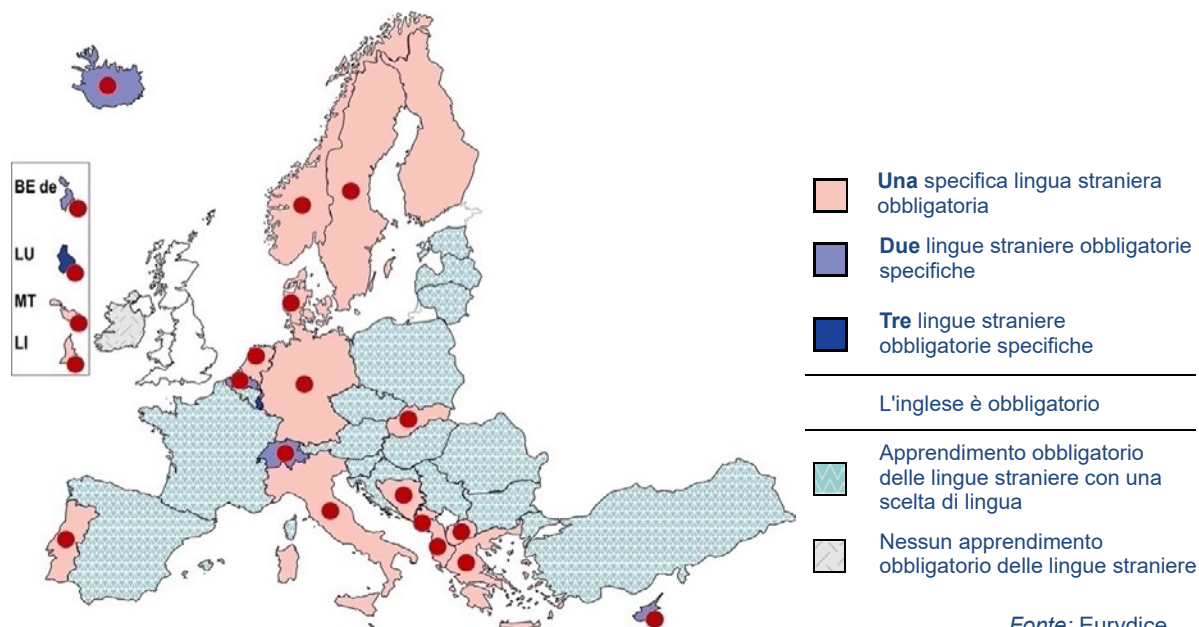 BE de
LU
MT
LI
Una specifica lingua straniera
obbligatoria
Due lingue straniere obbligatorie
specifiche
Tre lingue straniere
obbligatorie specifiche
L'inglese è obbligatorio
Apprendimento obbligatorio
delle lingue straniere con una
scelta di lingua
Nessun apprendimento
obbligatorio delle lingue straniere
Fonte: Eurydice